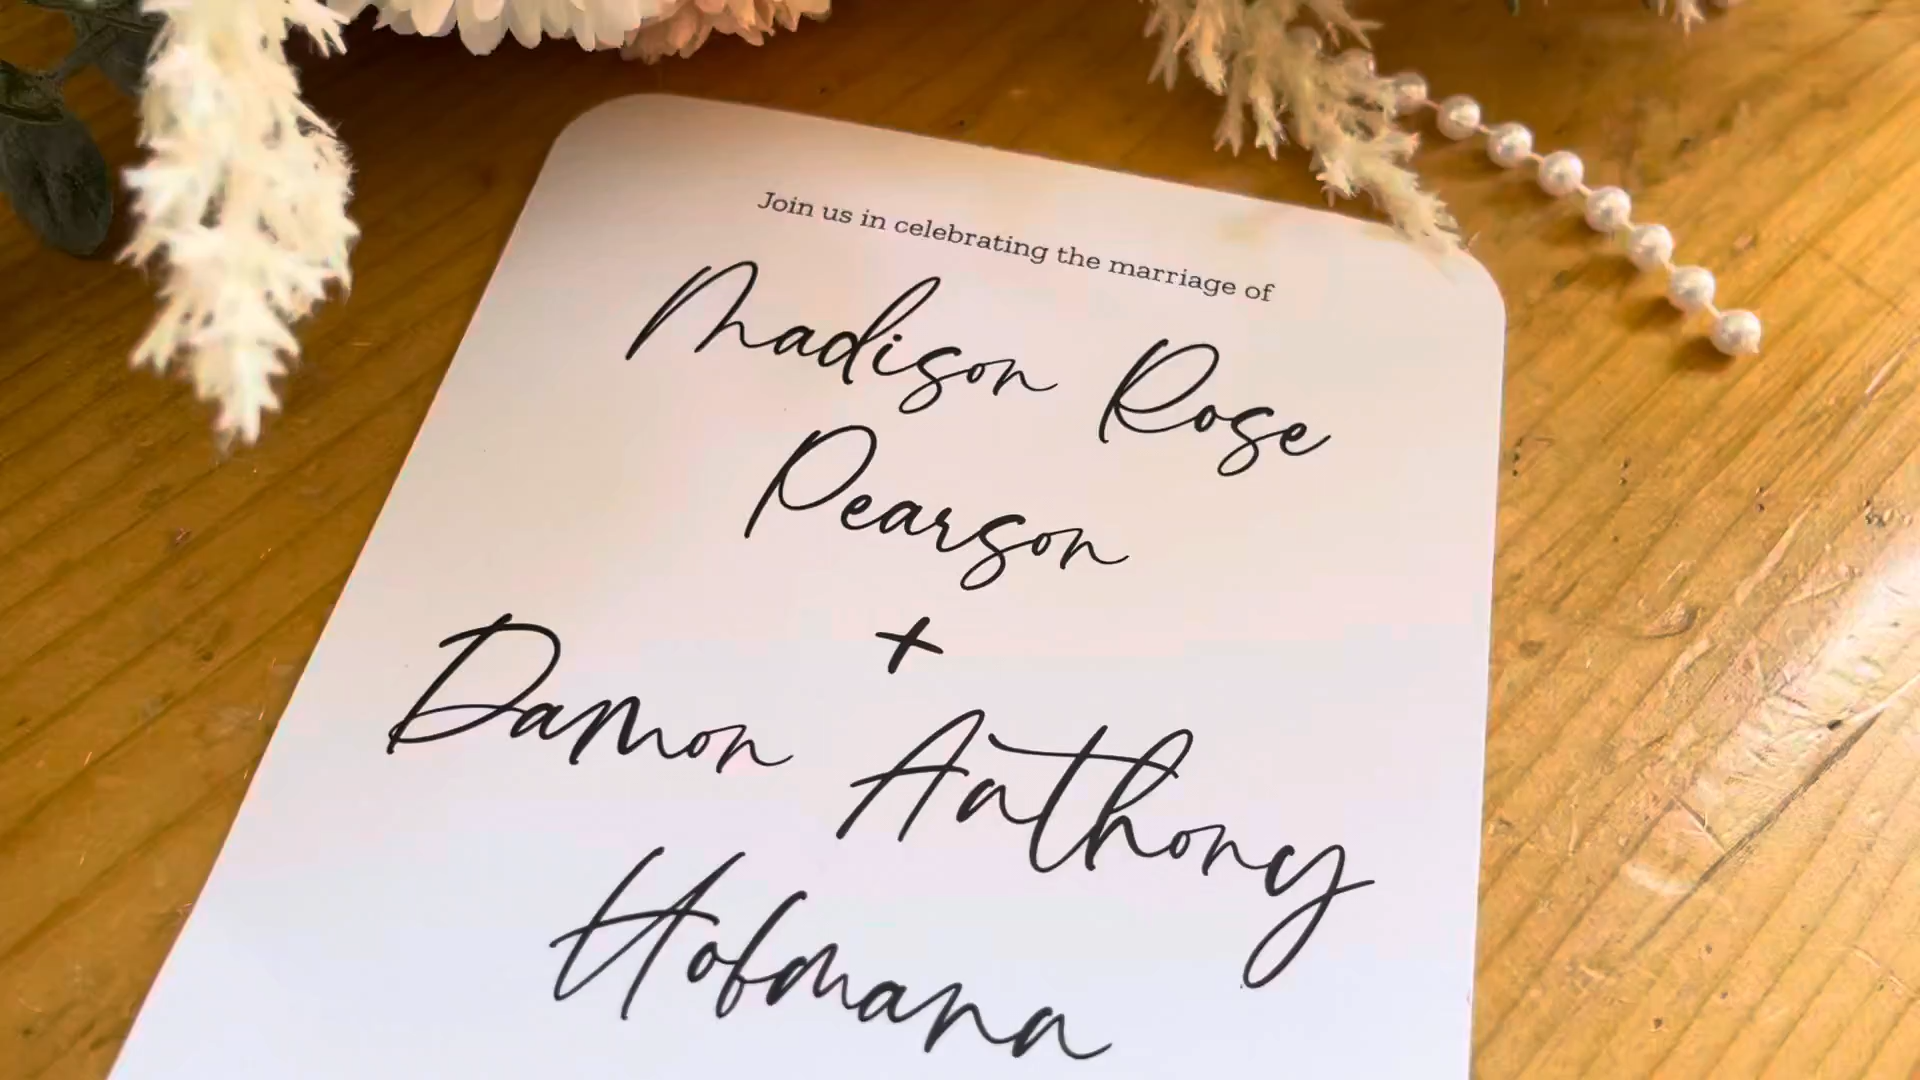 Join us in celebrating the marriage of
Madison Rose
Pearson
+
Damon Anthony
Hofmann